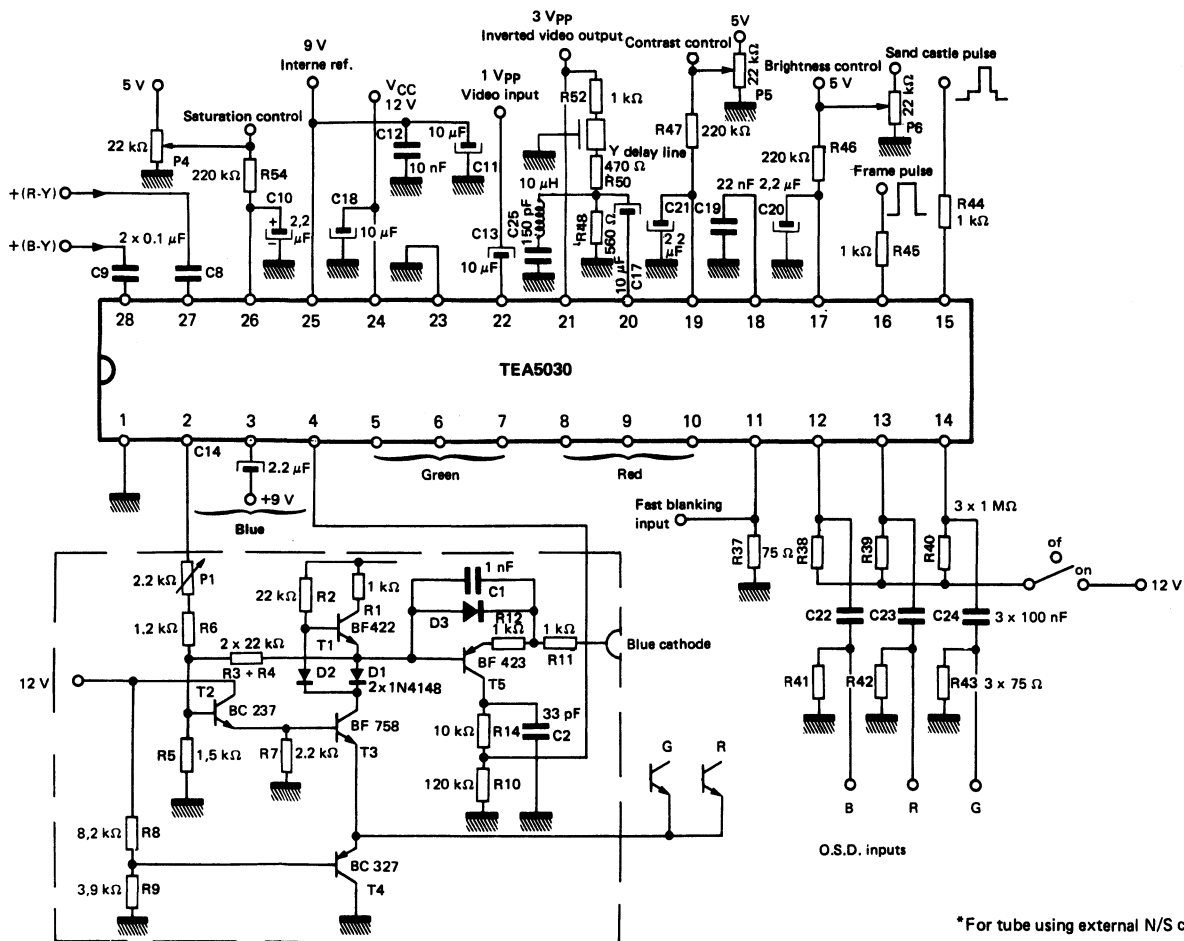 3 VPP
Inverted video output
5V
Contrast control
Sand castle pulse
9 V
Interne ref.
22 kΩ
P5
Brightness control
5 V
22 kΩ
P6
1 VPP
Video input
VCC
12 V
5 V
R52
1 kΩ
Saturation control
C12
10 µF
R47
220 kΩ
22 kΩ
P4
10 nF
C11
Y delay line
R46
220 kΩ
470 Ω
R50
R54
220 kΩ
+(R-Y)
C10
2,2 µF
+
−
C18
10 µF
10 µH
150 pF
C25
C13
10 µF
R48
560 Ω
10 µF
C17
C21
2,2 µF
22 nF
C19
2,2 µF
C20
Frame pulse
1 kΩ
R45
R44
1 kΩ
+(B-Y)
2 x 0.1 µF
C9
C8
28
27
26
25
24
23
22
21
20
19
18
17
16
15
TEA5030
1
2
3
4
5
6
7
8
9
10
11
12
13
14
C14
2.2 µF
+9 V
Blue
Green
Red
Fast blanking
input
R37
75 Ω
R38
R39
R40
3 x 1 MΩ
of
on
12 V
2.2 kΩ
P1
R6
1.2 kΩ
22 kΩ
R2
1 kΩ
R1
BF422
T1
1 nF
C1
D3
R12
1 kΩ
1 kΩ
R11
Blue cathode
C22
C23
C24
3 x 100 nF
2 x 22 kΩ
R3 + R4
D2
D1
2x1N4148
BF 423
T5
12 V
T2
BC 237
BF 758
T3
R5
1,5 kΩ
R7
2.2 kΩ
10 kΩ
R14
33 pF
C2
120 kΩ
R10
R41
R42
R43
3 x 75 Ω
G
R
B
R
G
O.S.D. inputs
8,2 kΩ
R8
3,9 kΩ
R9
BC 327
T4
*For tube using external N/S c